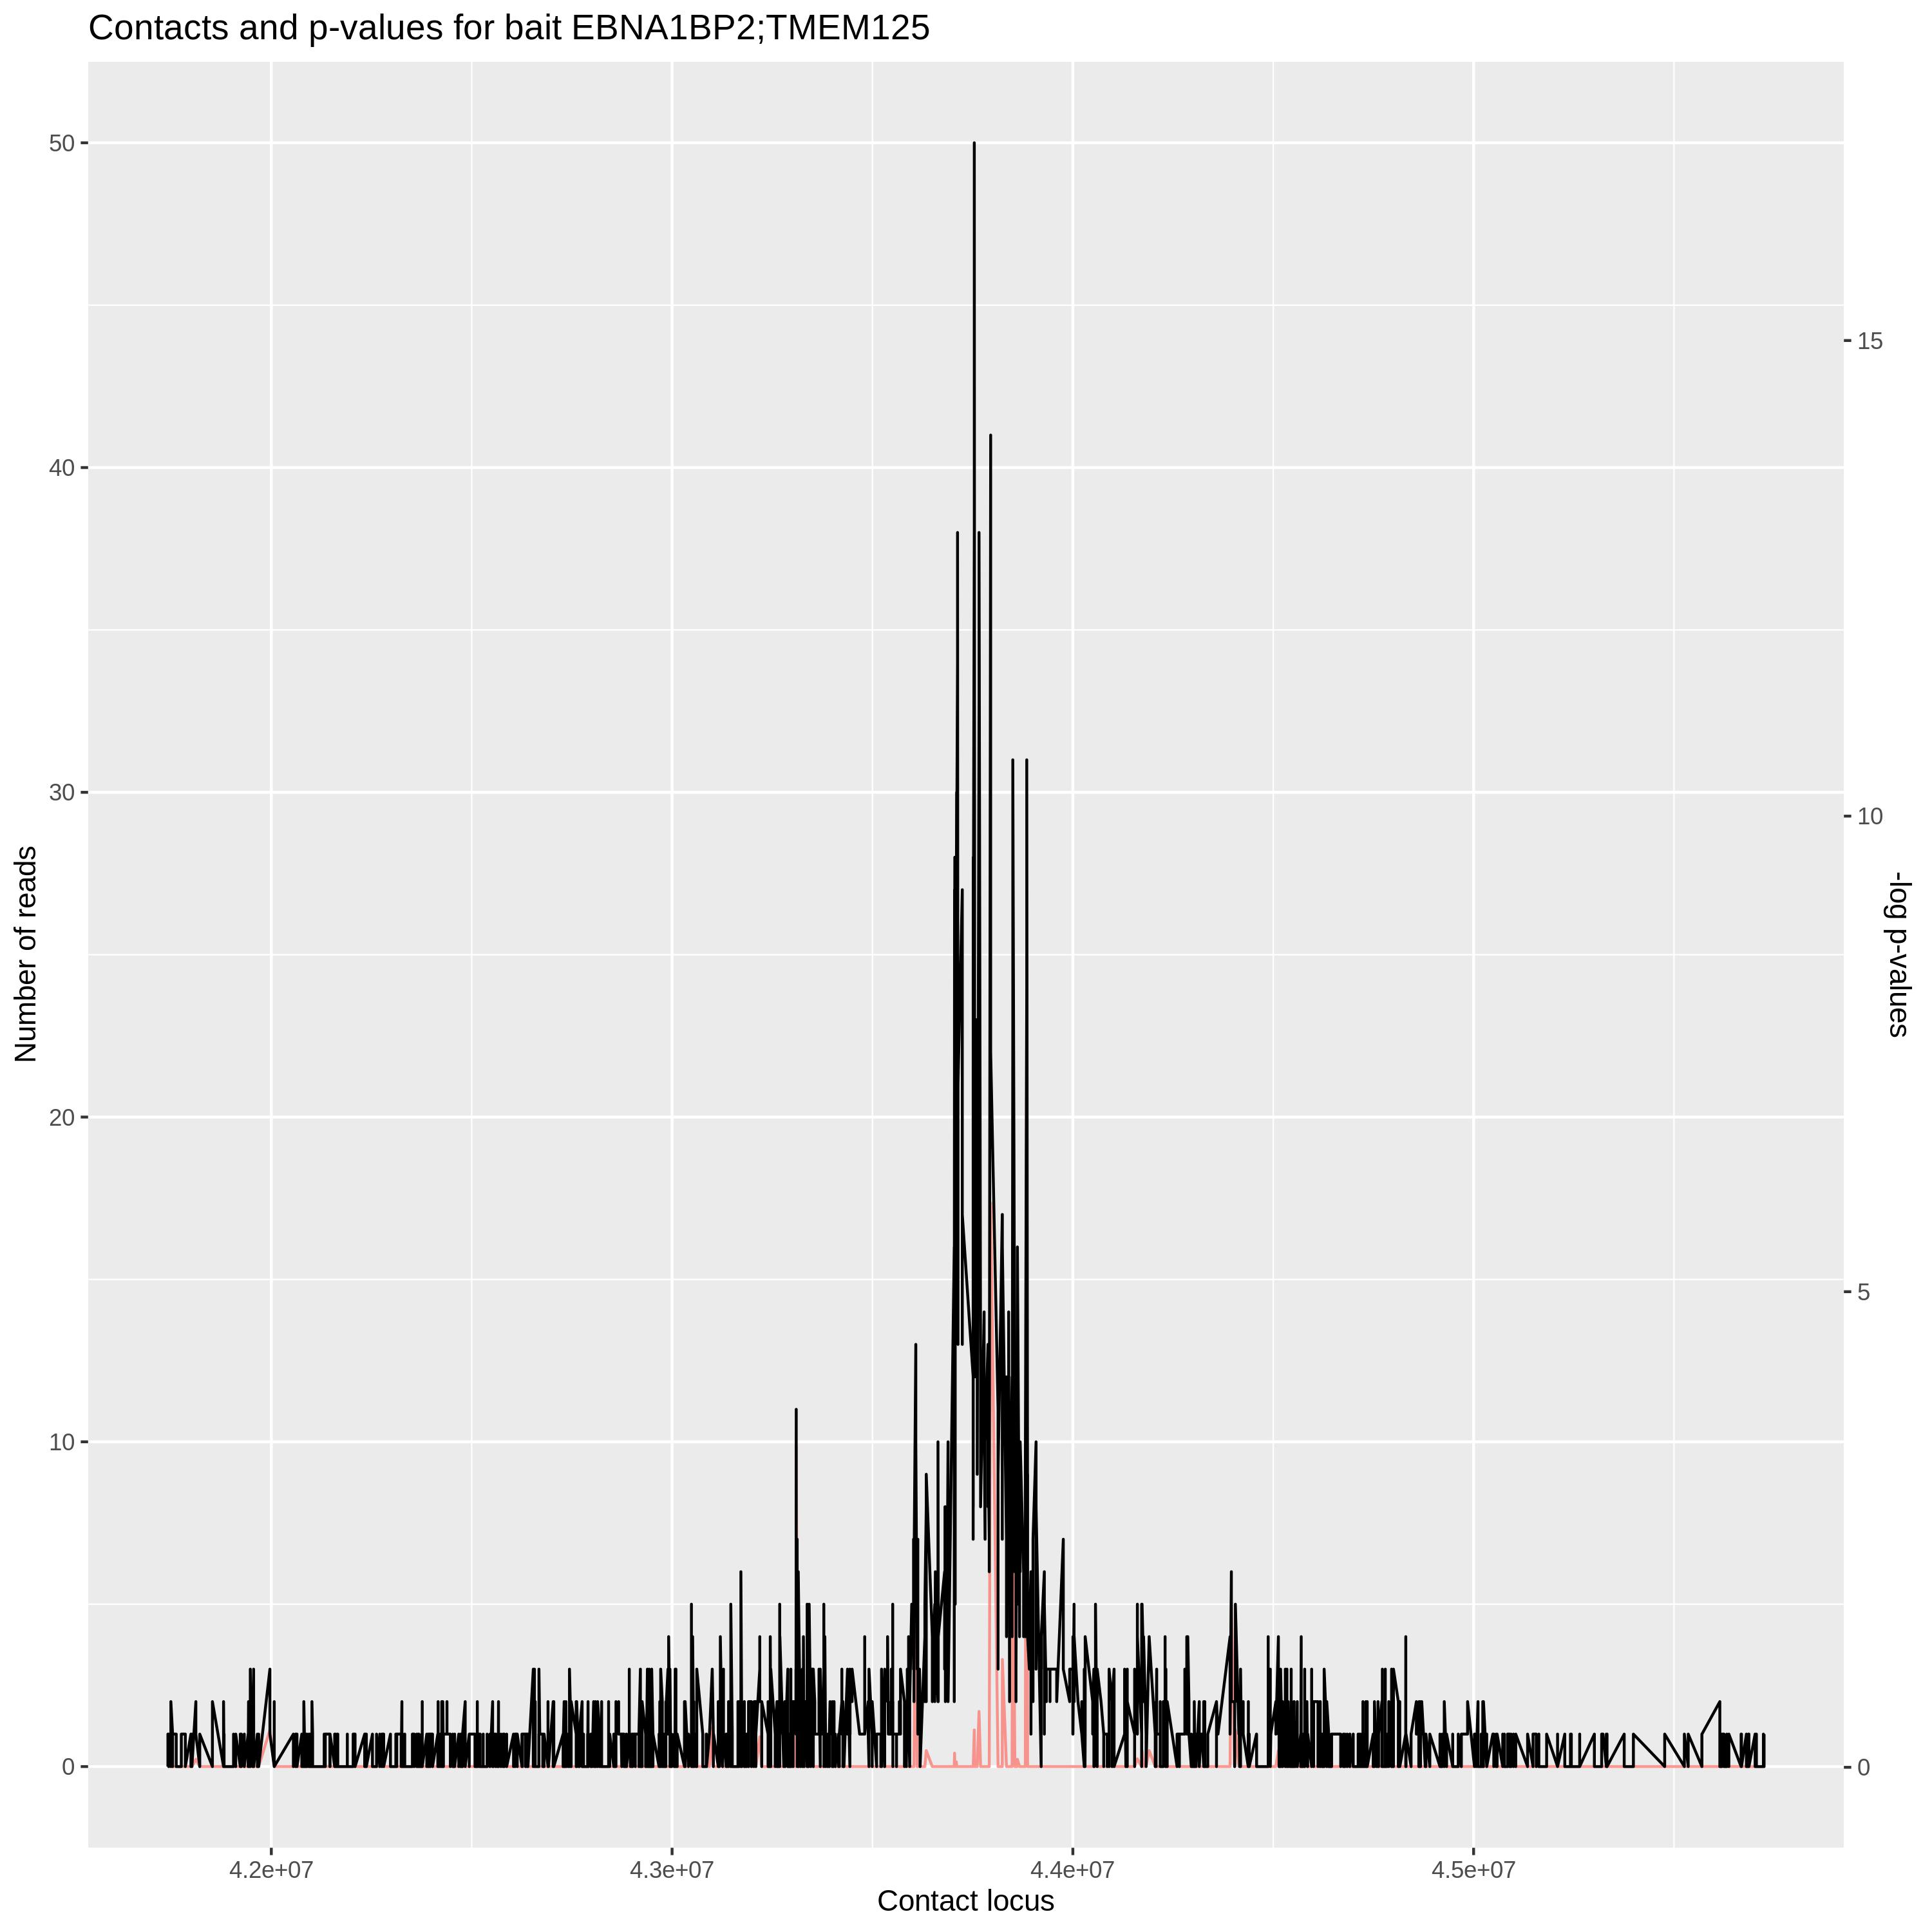 Contacts and p-values for bait EBNA1BP2;TMEM125
50
40
30
20
10
0
Number of reads
15
10
5
0
-log p-values
4.2e+07
4.3e+07
4.4e+07
4.5e+07
Contact locus